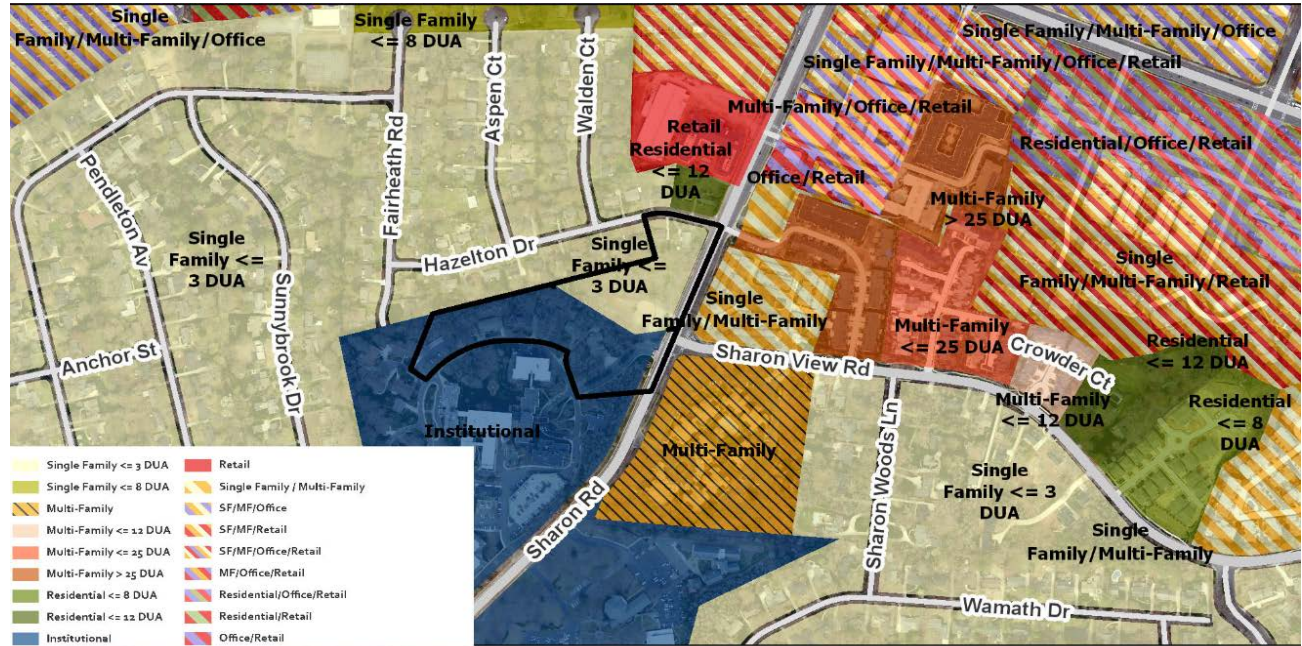 Single
Family/Multi-Family/Office
Single Family
<= 8 DUA
Single Family/Multi-Family/Office
Single Family/Multi-Family/Office/Retail
Multi-Family/Office/Retail
Residential/Office/Retail
Retail
Residential
<= 12
DUA
Office/Retail
Multi-Family
> 25 DUA
Aspen Ct
Walden Ct
Fairheath Rd
Pendleton Av
Sunnybrook Dr
Anchor St
Hazelton Dr
Single
Family <=
3 DUA
Single
Family <=
3 DUA
Single
Family/Multi-Family
Single
Family/Multi-Family/Retail
Multi-Family
<= 25 DUA
Crowder Ct
Residential
<= 12 DUA
Sharon View Rd
Multi-Family
<= 12 DUA
Residential
<= 8
DUA
Institutional
Multi-Family
Sharon Rd
Sharon Woods Ln
Single
Family <= 3
DUA
Single
Family/Multi-Family
Wamath Dr
Single Family <= 3 DUA
Single Family <= 8 DUA
Multi-Family
Multi-Family <= 12 DUA
Multi-Family <= 25 DUA
Multi-Family > 25 DUA
Residential <= 8 DUA
Residential <= 12 DUA
Institutional
Retail
Single Family / Multi-Family
SF/MF/Office
SF/MF/Retail
SF/MF/Office/Retail
MF/Office/Retail
Residential/Office/Retail
Residential/Retail
Office/Retail